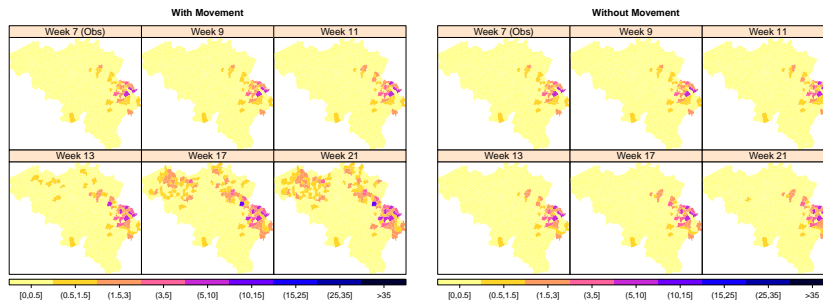 With Movement
Week 7 (Obs) Week 9 Week 11
Week 13 Week 17 Week 21
[0,0.5] (0.5,1.5] (1.5,3] (3,5] (5,10] (10,15] (15,25] (25,35] >35
Without Movement
Week 7 (Obs) Week 9 Week 11
Week 13 Week 17 Week 21
[0,0.5] (0.5,1.5] (1.5,3] (3,5] (5,10] (10,15] (15,25] (25,35] >35